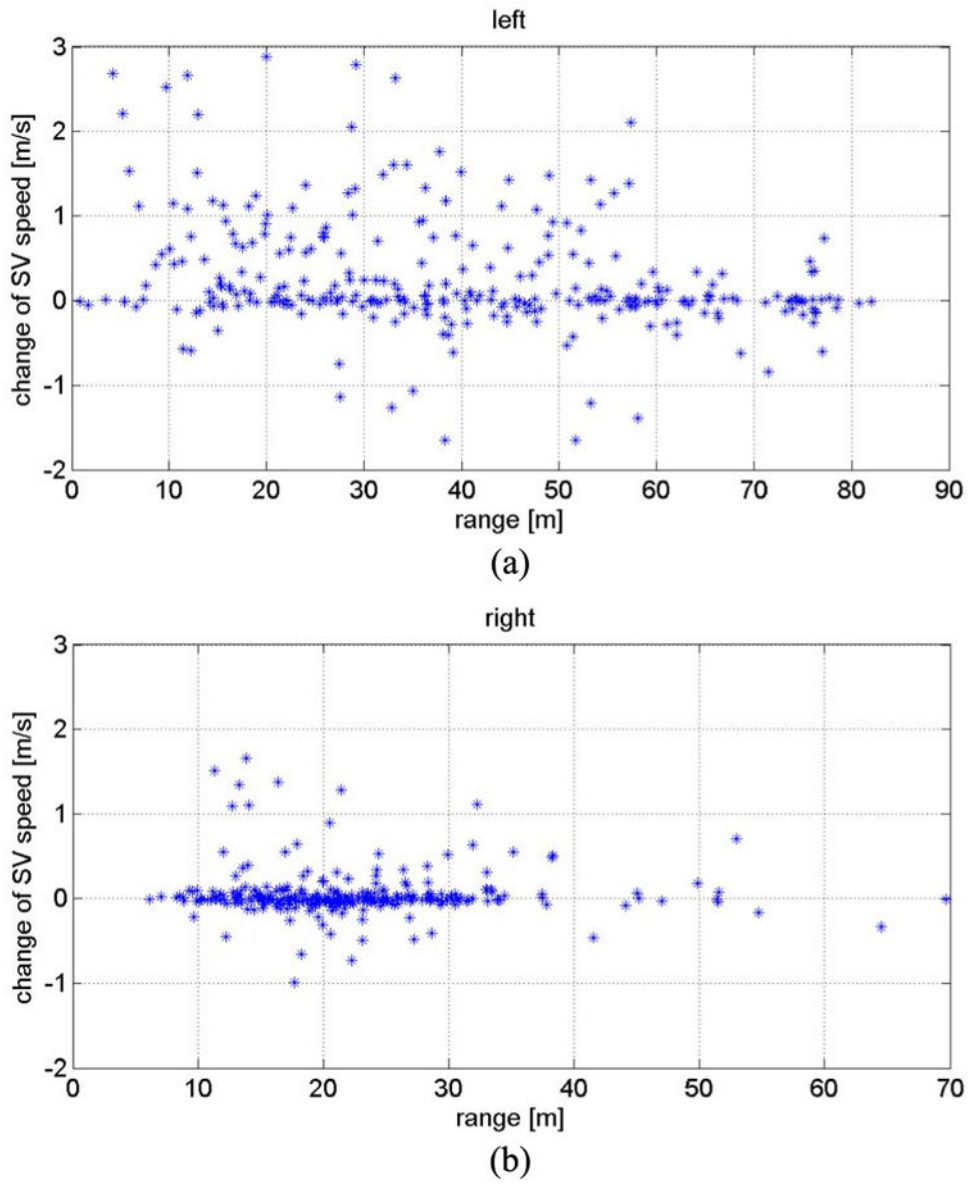 left
3
2
1
0
-1
-2
change of SV speed [m/s]
0 10 20 30 40 50 60 70 80 90
range [m]
(a)
right
3
2
1
0
-1
-2
change of SV speed [m/s]
0 10 20 30 40 50 60 70
range [m]
(b)